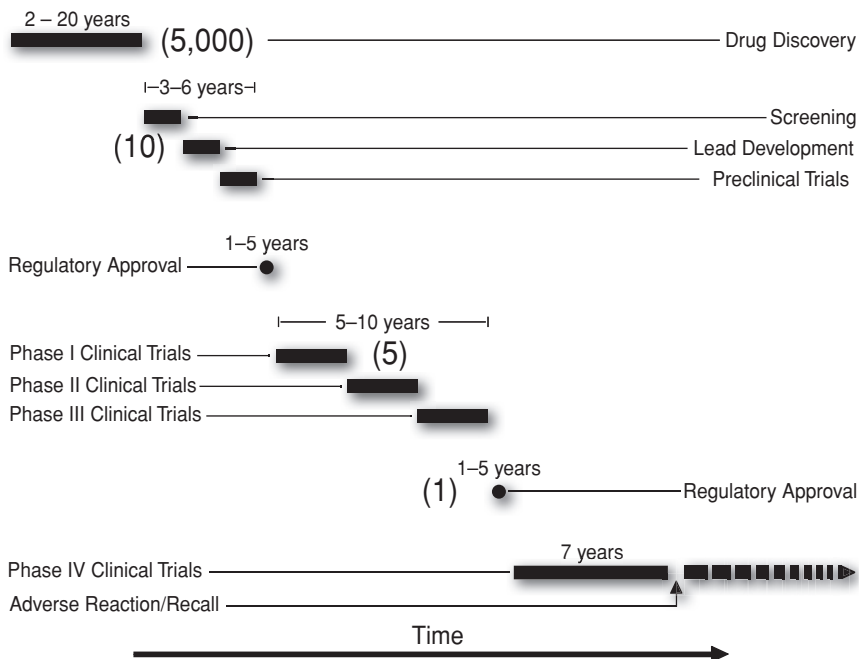 2 – 20 years
(5,000)
Drug Discovery
3–6 years
Screening
(10)
Lead Development
Preclinical Trials
1–5 years
Regulatory Approval
5–10 years
Phase I Clinical Trials
(5)
Phase II Clinical Trials
Phase III Clinical Trials
1–5 years
(1)
Regulatory Approval
7 years
Phase IV Clinical Trials
Adverse Reaction/Recall
Time